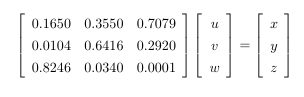 [ 0.1650 0.3550 0.7079 ] [ u ] = [ x ]
[ 0.0104 0.6416 0.2920 ] [ v ] = [ y ]
[ 0.8246 0.0340 0.0001 ] [ w ] = [ z ]